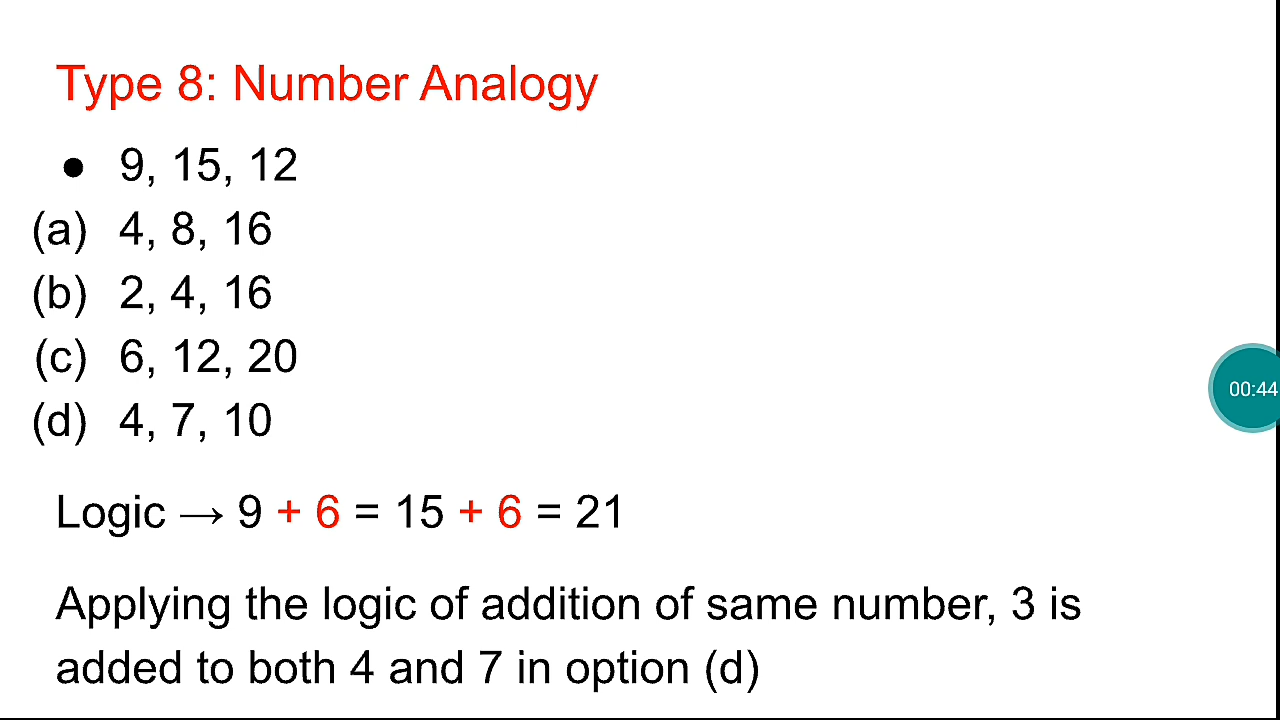 Type 8: Number Analogy
● 9, 15, 12
(a) 4, 8, 16
(b) 2, 4, 16
(c) 6, 12, 20
(d) 4, 7, 10
00:44
Logic → 9 + 6 = 15 + 6 = 21
Applying the logic of addition of same number, 3 is
added to both 4 and 7 in option (d)